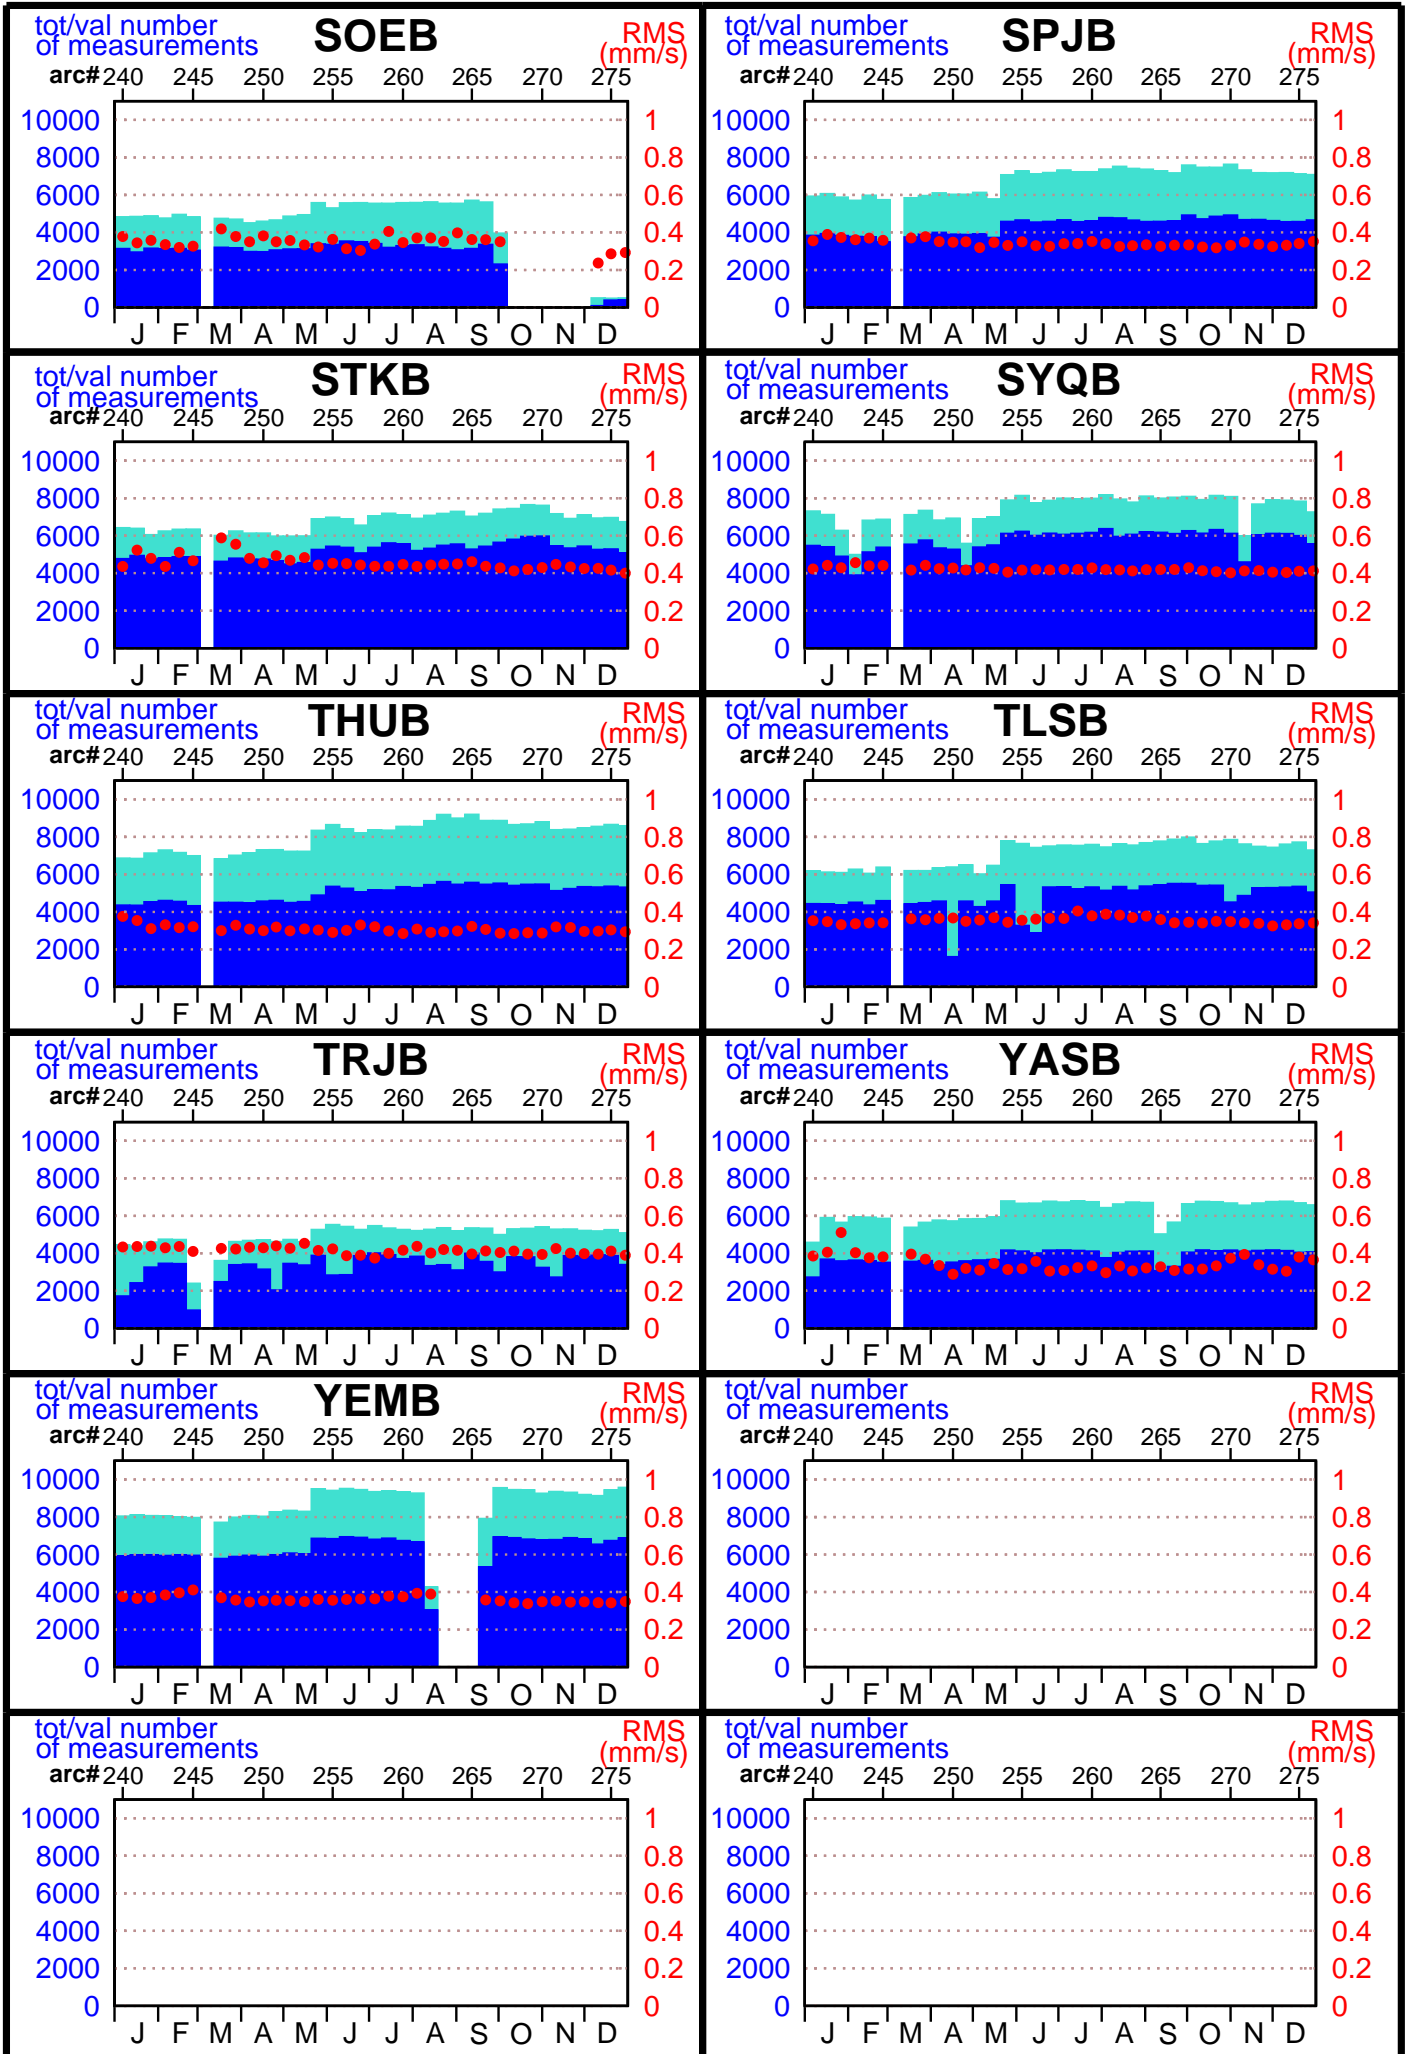 tot/val number
of measurements
SOEB
RMS
(mm/s)
arc# 240 245 250 255 260 265 270 275
10000 1
8000 0.8
6000 0.6
4000 0.4
2000 0.2
0 0
J F M A M J J A S O N D
tot/val number
of measurements
SPJB
RMS
(mm/s)
arc# 240 245 250 255 260 265 270 275
10000 1
8000 0.8
6000 0.6
4000 0.4
2000 0.2
0 0
J F M A M J J A S O N D
tot/val number
of measurements
STKB
RMS
(mm/s)
arc# 240 245 250 255 260 265 270 275
10000 1
8000 0.8
6000 0.6
4000 0.4
2000 0.2
0 0
J F M A M J J A S O N D
tot/val number
of measurements
SYQB
RMS
(mm/s)
arc# 240 245 250 255 260 265 270 275
10000 1
8000 0.8
6000 0.6
4000 0.4
2000 0.2
0 0
J F M A M J J A S O N D
tot/val number
of measurements
THUB
RMS
(mm/s)
arc# 240 245 250 255 260 265 270 275
10000 1
8000 0.8
6000 0.6
4000 0.4
2000 0.2
0 0
J F M A M J J A S O N D
tot/val number
of measurements
TLSB
RMS
(mm/s)
arc# 240 245 250 255 260 265 270 275
10000 1
8000 0.8
6000 0.6
4000 0.4
2000 0.2
0 0
J F M A M J J A S O N D
tot/val number
of measurements
TRJB
RMS
(mm/s)
arc# 240 245 250 255 260 265 270 275
10000 1
8000 0.8
6000 0.6
4000 0.4
2000 0.2
0 0
J F M A M J J A S O N D
tot/val number
of measurements
YASB
RMS
(mm/s)
arc# 240 245 250 255 260 265 270 275
10000 1
8000 0.8
6000 0.6
4000 0.4
2000 0.2
0 0
J F M A M J J A S O N D
tot/val number
of measurements
YEMB
RMS
(mm/s)
arc# 240 245 250 255 260 265 270 275
10000 1
8000 0.8
6000 0.6
4000 0.4
2000 0.2
0 0
J F M A M J J A S O N D
tot/val number
of measurements
RMS
(mm/s)
arc# 240 245 250 255 260 265 270 275
10000 1
8000 0.8
6000 0.6
4000 0.4
2000 0.2
0 0
J F M A M J J A S O N D
tot/val number
of measurements
RMS
(mm/s)
arc# 240 245 250 255 260 265 270 275
10000 1
8000 0.8
6000 0.6
4000 0.4
2000 0.2
0 0
J F M A M J J A S O N D
tot/val number
of measurements
RMS
(mm/s)
arc# 240 245 250 255 260 265 270 275
10000 1
8000 0.8
6000 0.6
4000 0.4
2000 0.2
0 0
J F M A M J J A S O N D